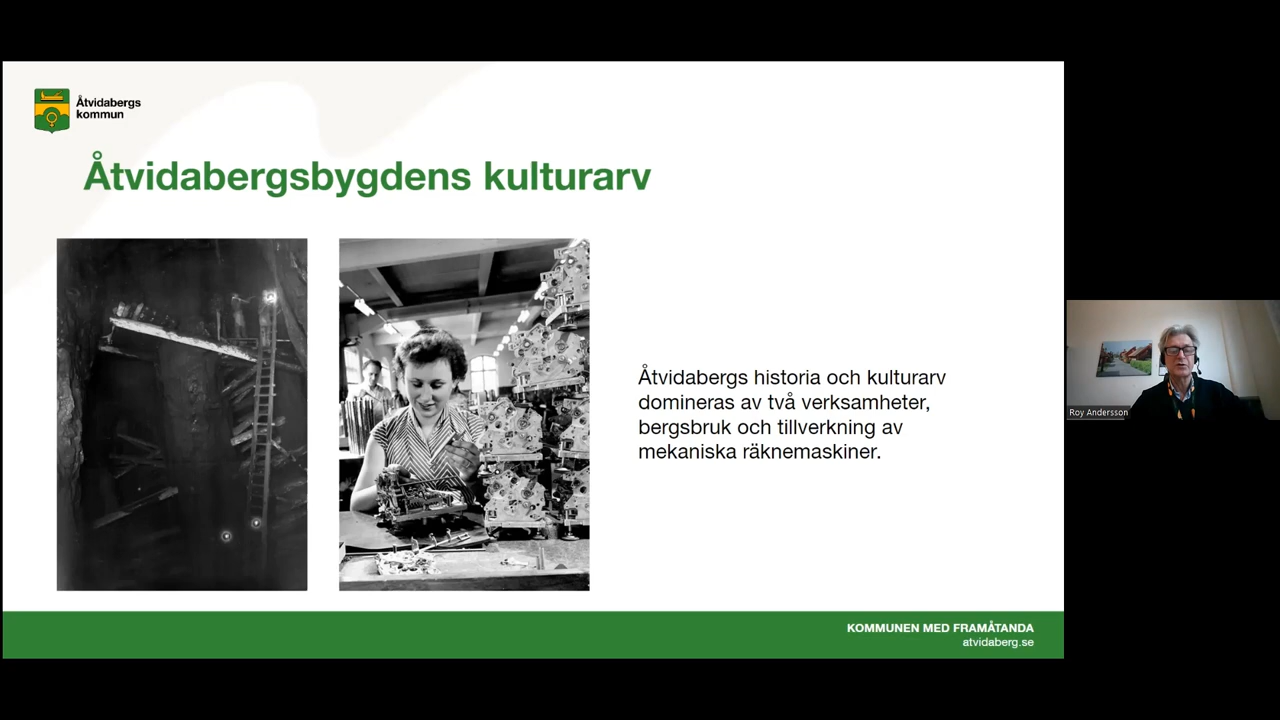 Åtvidabergs
kommun
Åtvidabergsbygdens kulturarv
Åtvidabergs historia och kulturarv
domineras av två verksamheter,
bergsbruk och tillverkning av
mekaniska räknemaskiner.
KOMMUNEN MED FRAMÅTANDA
atvidaberg.se
Roy Andersson